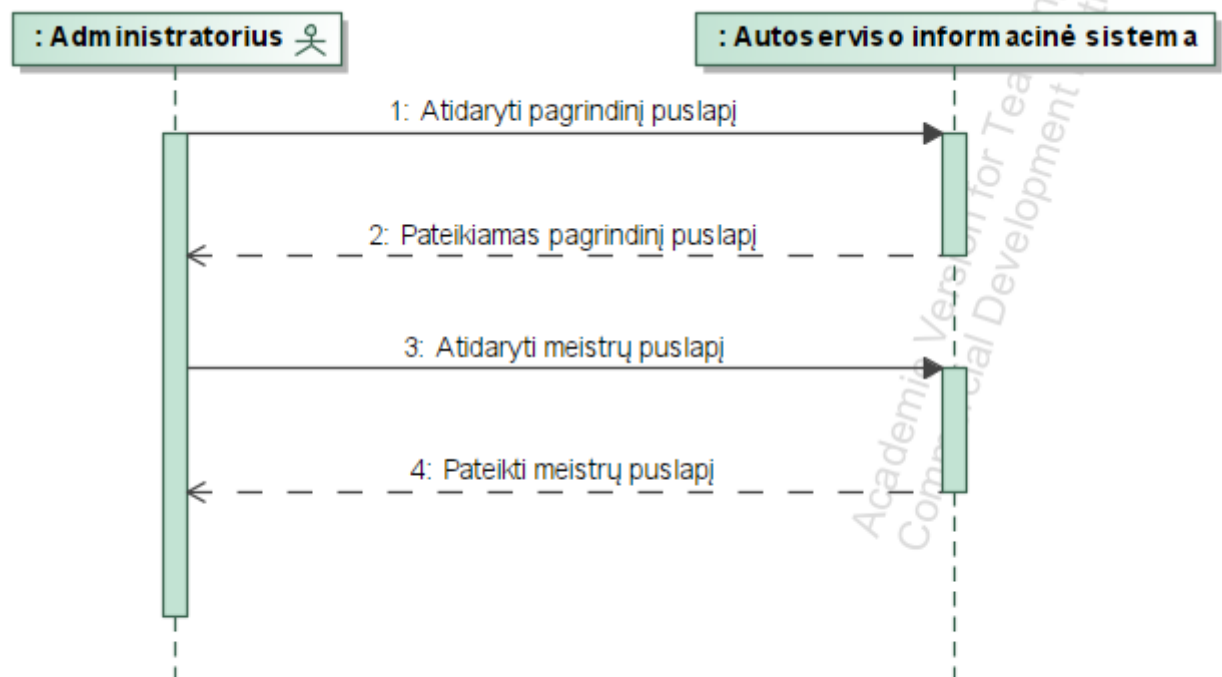 : Administratorius
: Autoserviso informacinė sistema
1: Atidaryti pagrindinį puslapį
2: Pateikiamas pagrindinį puslapį
3: Atidaryti meistrų puslapį
4: Pateikti meistrų puslapį
Academic Version for
Commercial Development